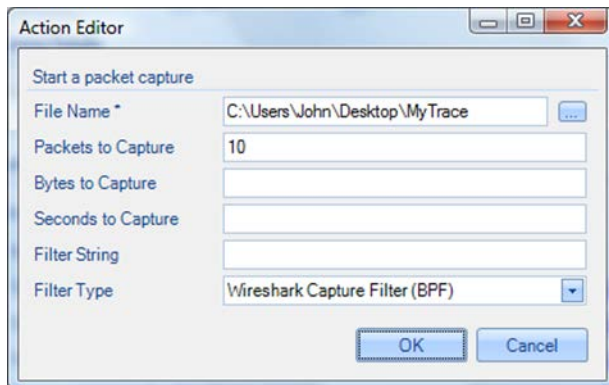 Action Editor
Start a packet capture
File Name *
C:\Users\John\Desktop\MyTrace
...
Packets to Capture
10
Bytes to Capture
Seconds to Capture
Filter String
Filter Type
Wireshark Capture Filter (BPF)
OK
Cancel